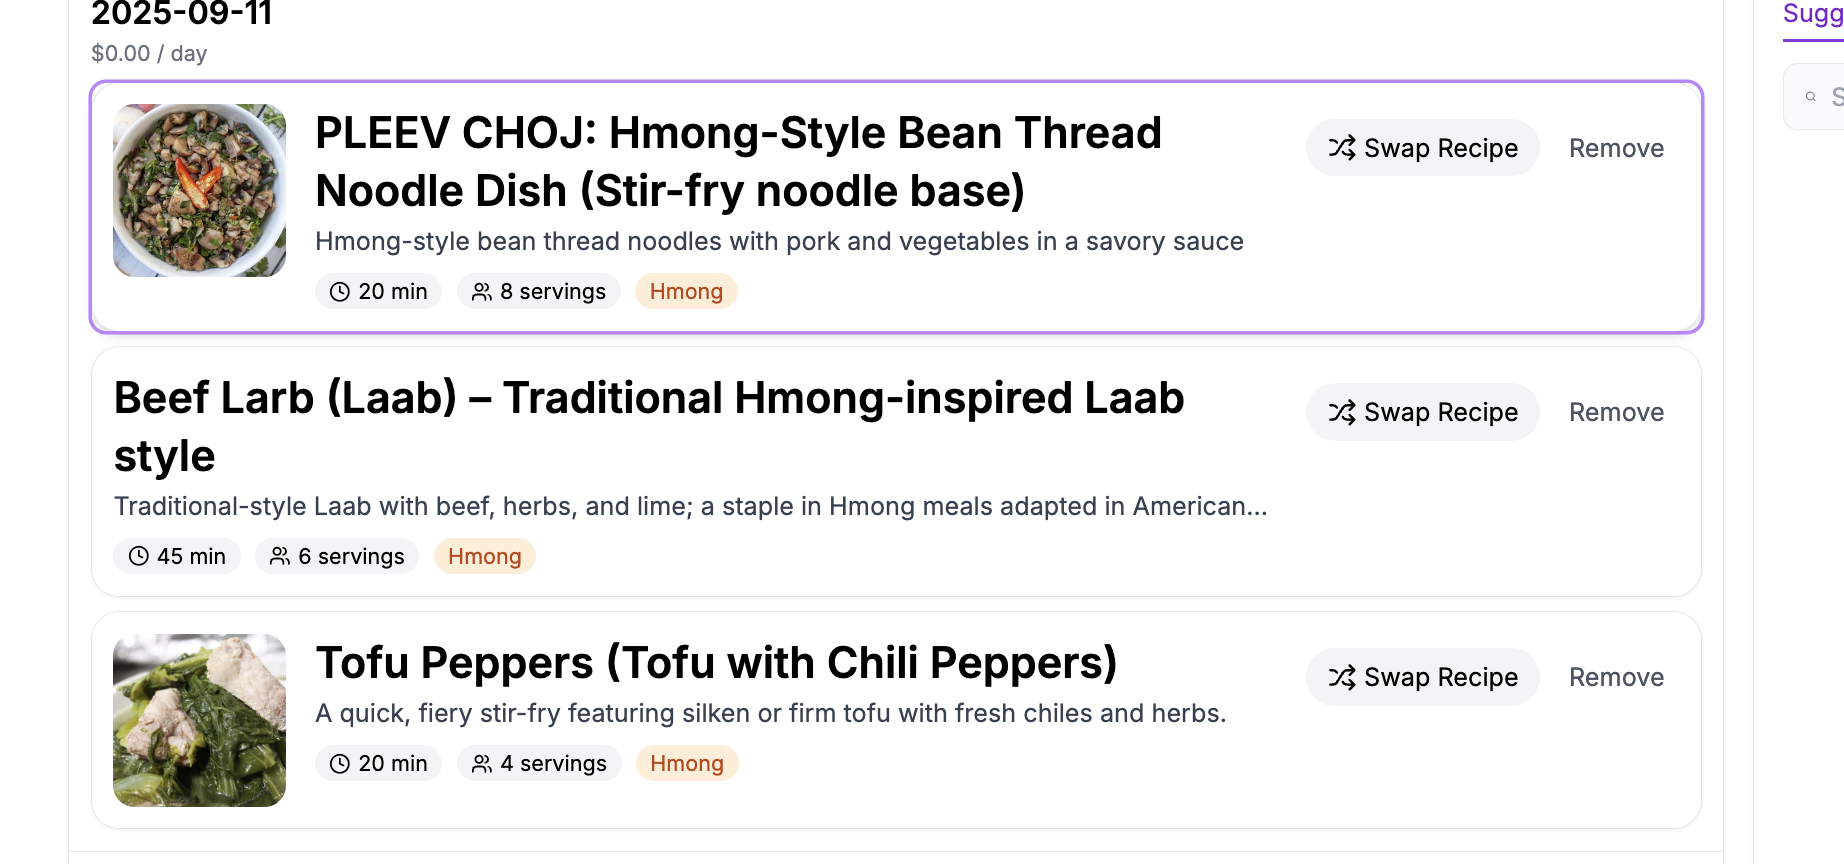 2025-09-11
$0.00 / day
PLEEV CHOJ: Hmong-Style Bean Thread
Noodle Dish (Stir-fry noodle base)
Hmong-style bean thread noodles with pork and vegetables in a savory sauce
20 min 8 servings Hmong
Swap Recipe Remove
Beef Larb (Laab) – Traditional Hmong-inspired Laab
style
Traditional-style Laab with beef, herbs, and lime; a staple in Hmong meals adapted in American...
45 min 6 servings Hmong
Swap Recipe Remove
Tofu Peppers (Tofu with Chili Peppers)
A quick, fiery stir-fry featuring silken or firm tofu with fresh chiles and herbs.
20 min 4 servings Hmong
Swap Recipe Remove
Sugg
S